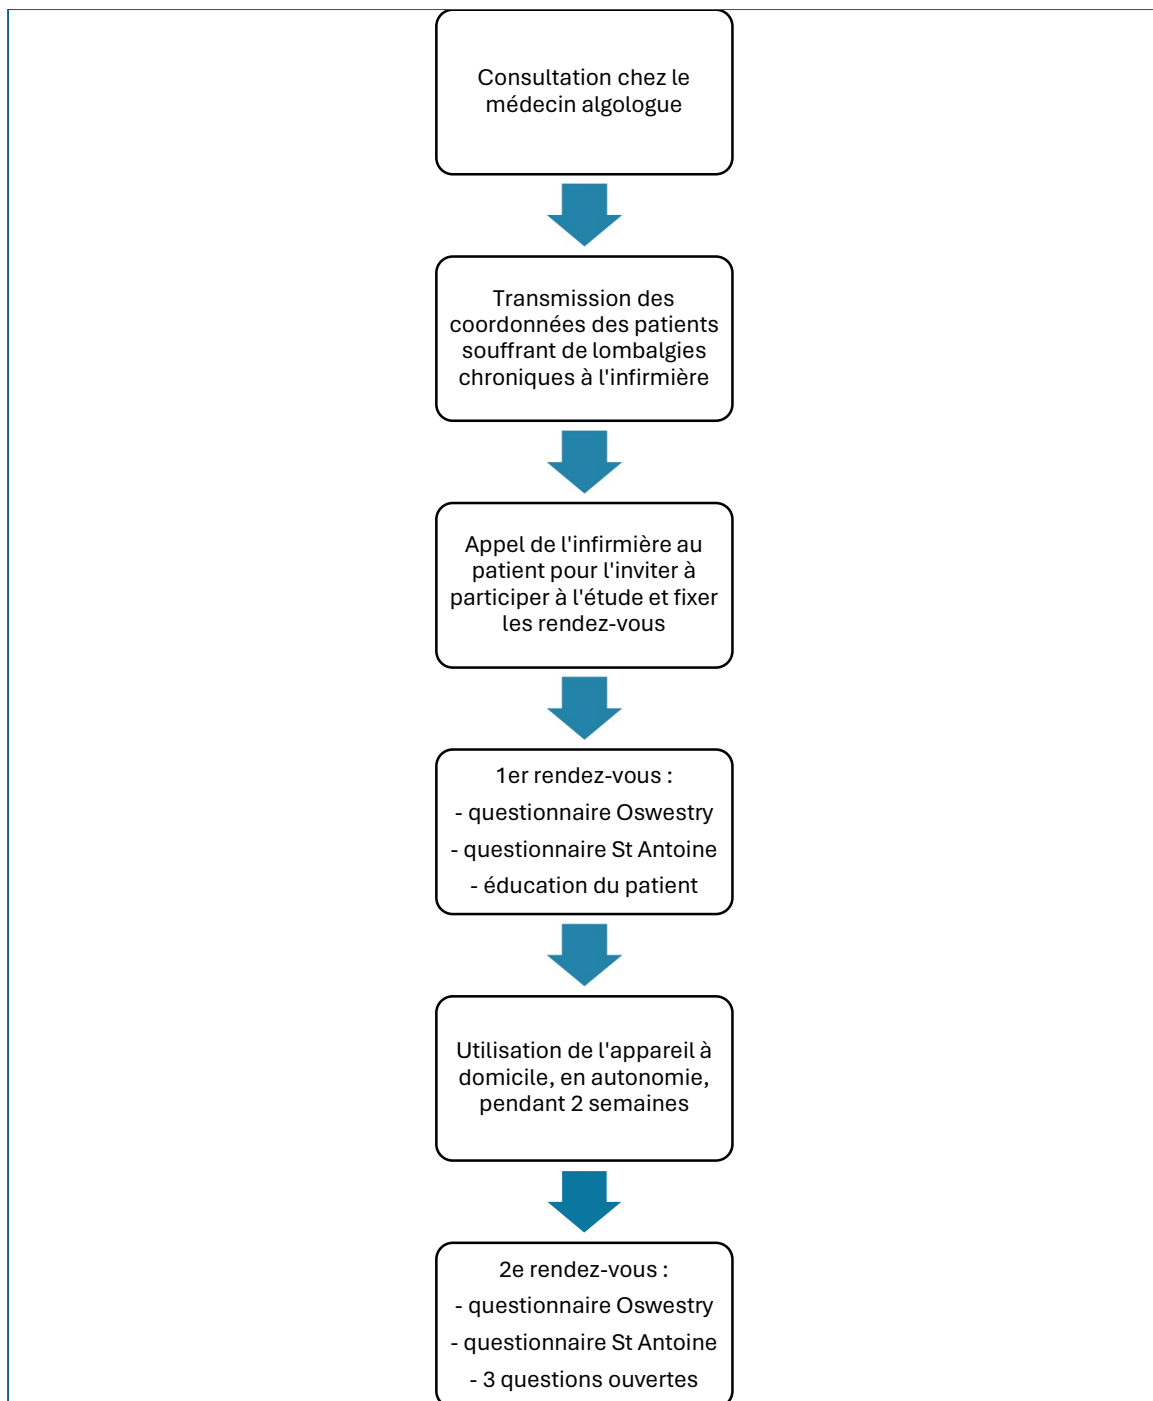 Consultation chez le
médecin algologue
Transmission des
coordonnées des patients
souffrant de lombalgies
chroniques à l'infirmière
Appel de l'infirmière au
patient pour l'inviter à
participer à l'étude et fixer
les rendez-vous
1er rendez-vous :
- questionnaire Oswestry
- questionnaire St Antoine
- éducation du patient
Utilisation de l'appareil à
domicile, en autonomie,
pendant 2 semaines
2e rendez-vous :
- questionnaire Oswestry
- questionnaire St Antoine
- 3 questions ouvertes